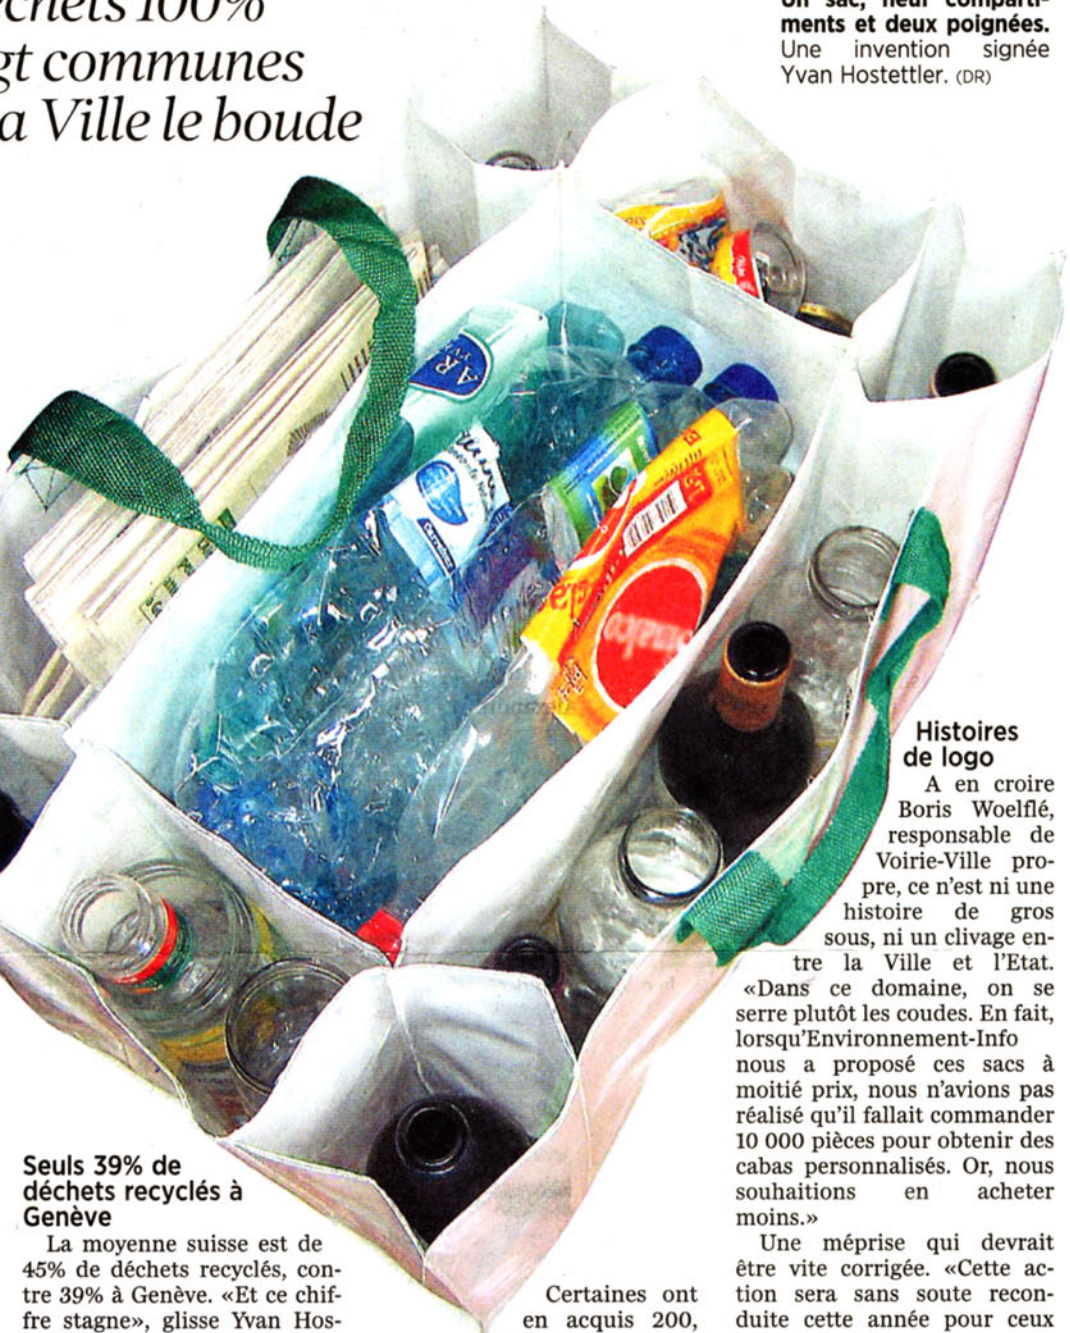 échets 100%
gt communes
a Ville le boude
Un sac, neuf comparti-
ments et deux poignées.
Une invention signée
Yvan Hostettler. (DR)
Histoires
de logo
A en croire
Boris Woelflé,
responsable de
Voirie-Ville pro-
pre, ce n'est ni une
histoire de gros
sous, ni un clivage en-
tre la Ville et l'Etat.
«Dans ce domaine, on se
serre plutôt les coudes. En fait,
lorsqu'Environnement-Info
nous a proposé ces sacs à
moitié prix, nous n'avions pas
réalisé qu'il fallait commander
10 000 pièces pour obtenir des
cabas personnalisés. Or, nous
souhaitions en acheter
moins.»
Une méprise qui devrait
être vite corrigée. «Cette ac-
tion sera sans soute recon-
duite cette année pour ceux
Seuls 39% de
déchets recyclés à
Genève
La moyenne suisse est de
45% de déchets recyclés, con-
tre 39% à Genève. «Et ce chif-
fre stagne», glisse Yvan Hos-
Certaines ont
en acquis 200,